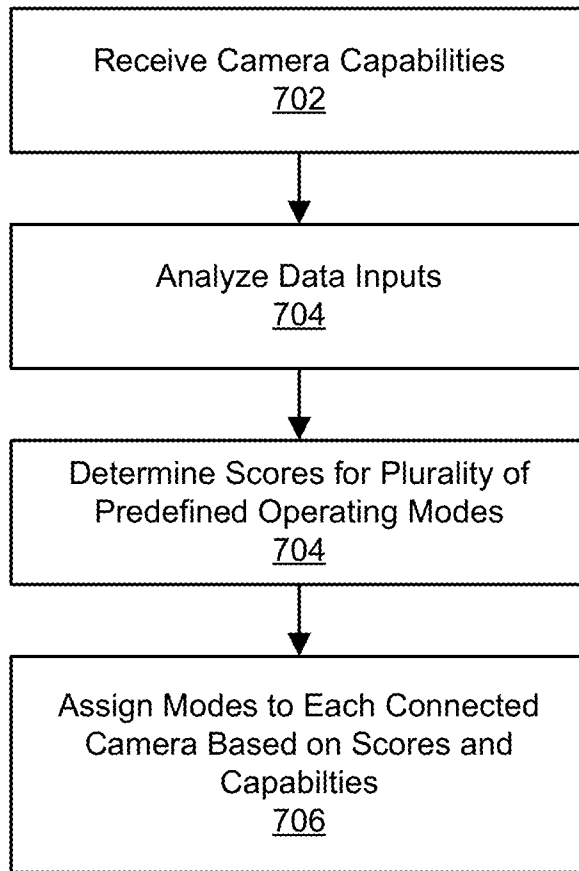 Receive Camera Capabilities
702
Analyze Data Inputs
704
Determine Scores for Plurality of
Predefined Operating Modes
704
Assign Modes to Each Connected
Camera Based on Scores and
Capabilties
706